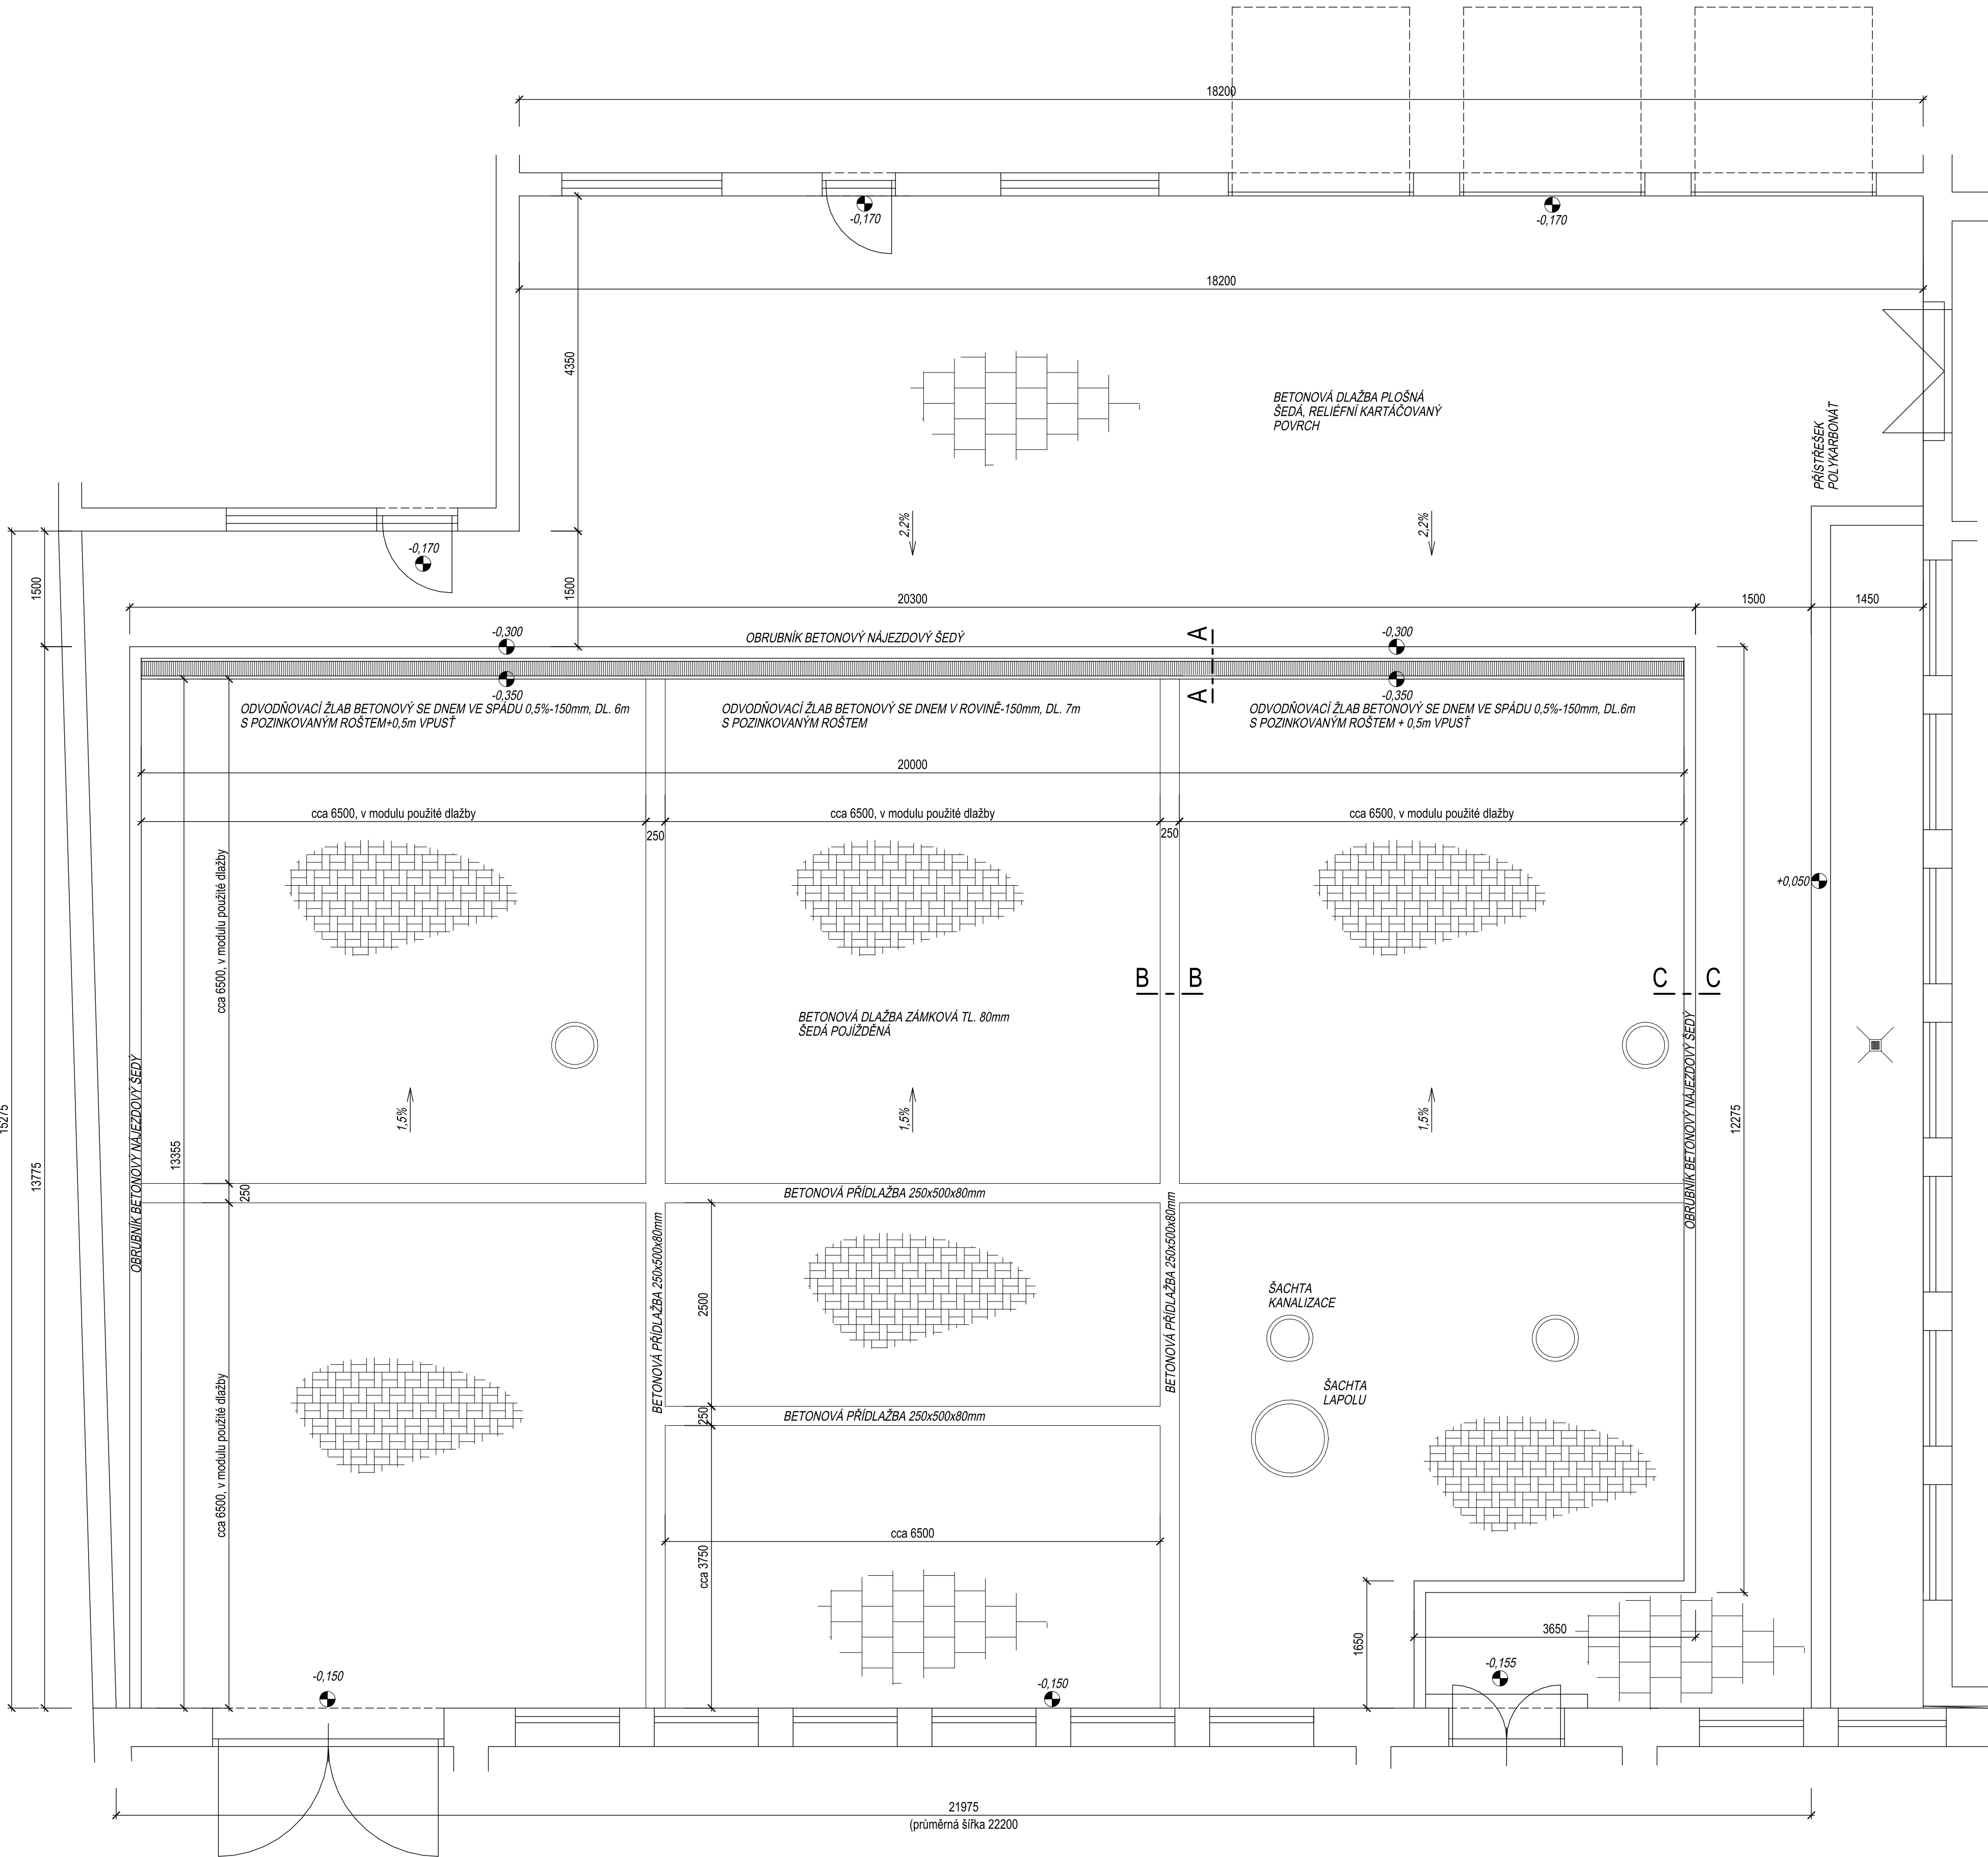 18200
-0,170
-0,170
18200
4350
BETONOVÁ DLAŽBA PLOŠNÁ
ŠEDÁ, RELIÉFNÍ KARTÁČOVANÝ
POVRCH
PŘÍSTŘEŠEK
POLYKARBONÁT
2,2%
2,2%
-0,170
1500
1500
20300
1500
1450
-0,300
OBRUBNÍK BETONOVÝ NÁJEZDOVÝ ŠEDÝ
A
A
-0,300
-0,350
-0,350
ODVODŇOVACÍ ŽLAB BETONOVÝ SE DNEM VE SPÁDU 0,5%-150mm, DL. 6m
S POZINKOVANÝM ROŠTEM+0,5m VPUSŤ
ODVODŇOVACÍ ŽLAB BETONOVÝ SE DNEM V ROVINĚ-150mm, DL. 7m
S POZINKOVANÝM ROŠTEM
ODVODŇOVACÍ ŽLAB BETONOVÝ SE DNEM VE SPÁDU 0,5%-150mm, DL.6m
S POZINKOVANÝM ROŠTEM + 0,5m VPUSŤ
20000
cca 6500, v modulu použité dlažby
cca 6500, v modulu použité dlažby
cca 6500, v modulu použité dlažby
250
250
cca 6500, v modulu použité dlažby
+0,050
B
B
C
C
BETONOVÁ DLAŽBA ZÁMKOVÁ TL. 80mm
ŠEDÁ POJÍŽDĚNÁ
1,5%
1,5%
1,5%
15275
13775
OBRUBNÍK BETONOVÝ NÁJEZDOVÝ ŠEDÝ
13355
OBRUBNÍK BETONOVÝ NÁJEZDOVÝ ŠEDÝ
12275
250
BETONOVÁ PŘÍDLAŽBA 250x500x80mm
BETONOVÁ PŘÍDLAŽBA 250x500x80mm
BETONOVÁ PŘÍDLAŽBA 250x500x80mm
2500
ŠACHTA
KANALIZACE
ŠACHTA
LAPOLU
250
BETONOVÁ PŘÍDLAŽBA 250x500x80mm
cca 6500, v modulu použité dlažby
cca 6500
cca 3750
1650
3650
-0,150
-0,150
-0,155
21975
(průměrná šířka 22200